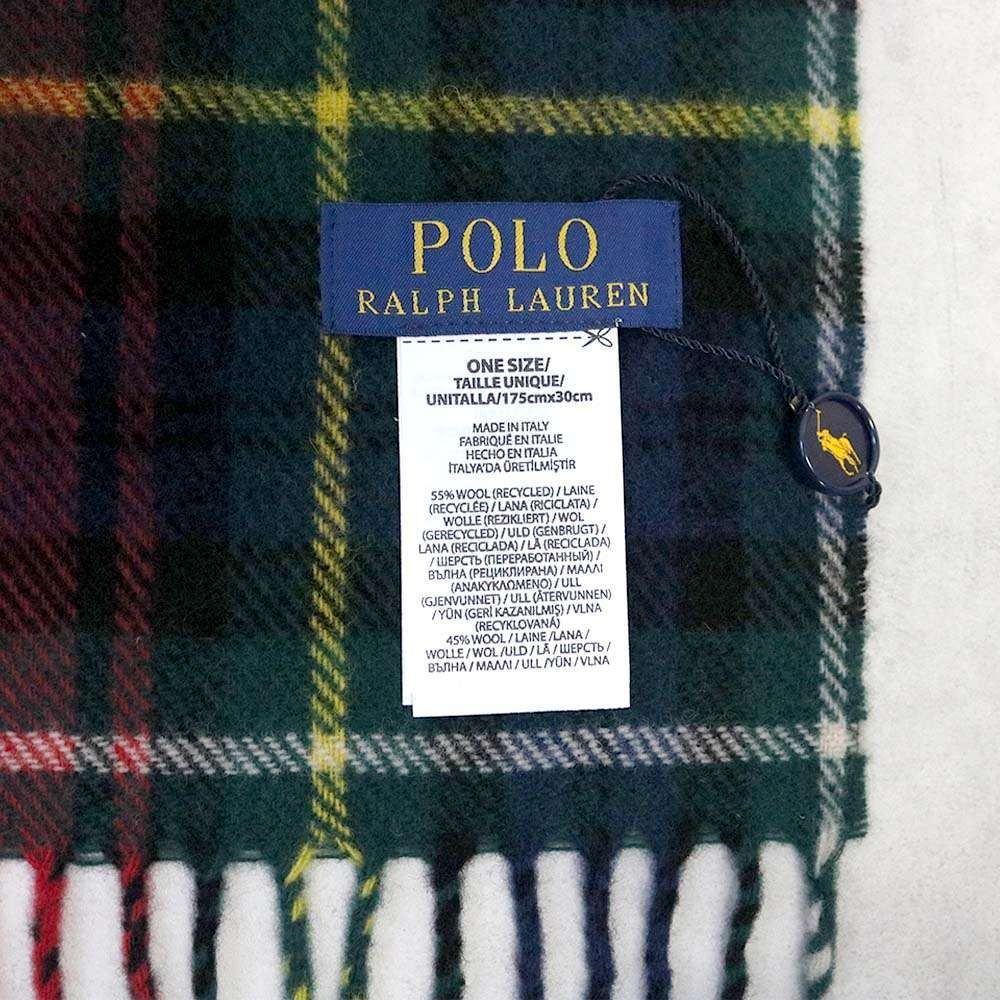 POLO
RALPH LAUREN
ONE SIZE/
TAILLE UNIQUE/
UNITALLA/175cmx30cm
MADE IN ITALY
FABRIQUÉ EN ITALIE
HECHO EN ITALIA
İTALYA'DA ÜRETİLMİŞTİR
55% WOOL (RECYCLED) / LAINE
(RECYCLÉE) / LANA (RICICLATA) /
WOLLE (REZIKLIERT) / WOL
(GERECYCLED) / ULD (GENBRUGT) /
LANA (RECICLADA) / LÃ (RECICLADA)
/ ШЕРСТЬ (ПЕРЕРАБОТАННЫЙ) /
ВЪЛНА (РЕЦИКЛИРАНА) / ΜΑΛΛΙ
(ΑΝΑΚΥΚΛΩΜΕΝΟ) / ULL
(GJENVUNNET) / ULL (ÅTERVUNNEN)
/ YÜN (GERİ KAZANILMIŞ) / VLNA
(RECYKLOVANÁ)
45% WOOL / LAINE /LANA /
WOLLE / WOL /ULD / LÃ / ШЕРСТЬ /
ВЪЛНА / ΜΑΛΛΙ / ULL /YÜN / VLNA